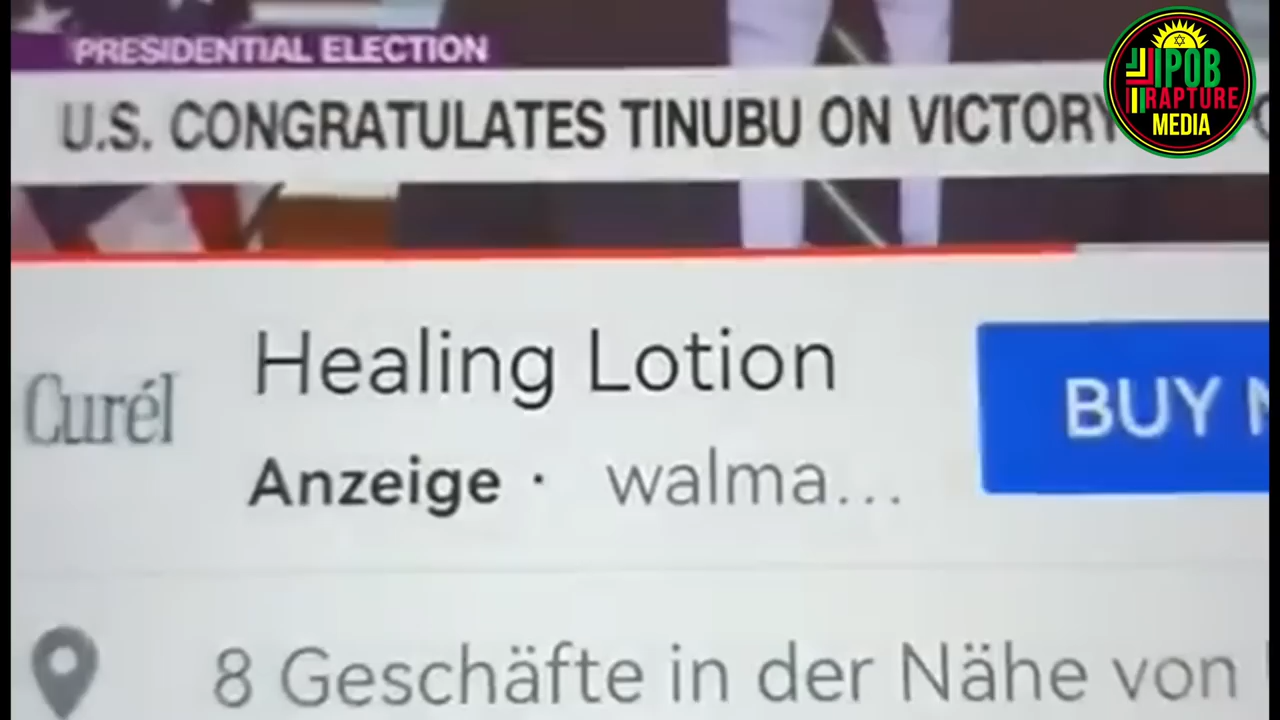 PRESIDENTIAL ELECTION
U.S. CONGRATULATES TINUBU ON VICTORY
IPOB
RAPTURE
MEDIA
Curél
Healing Lotion
BUY
Anzeige · walma...
8 Geschäfte in der Nähe von